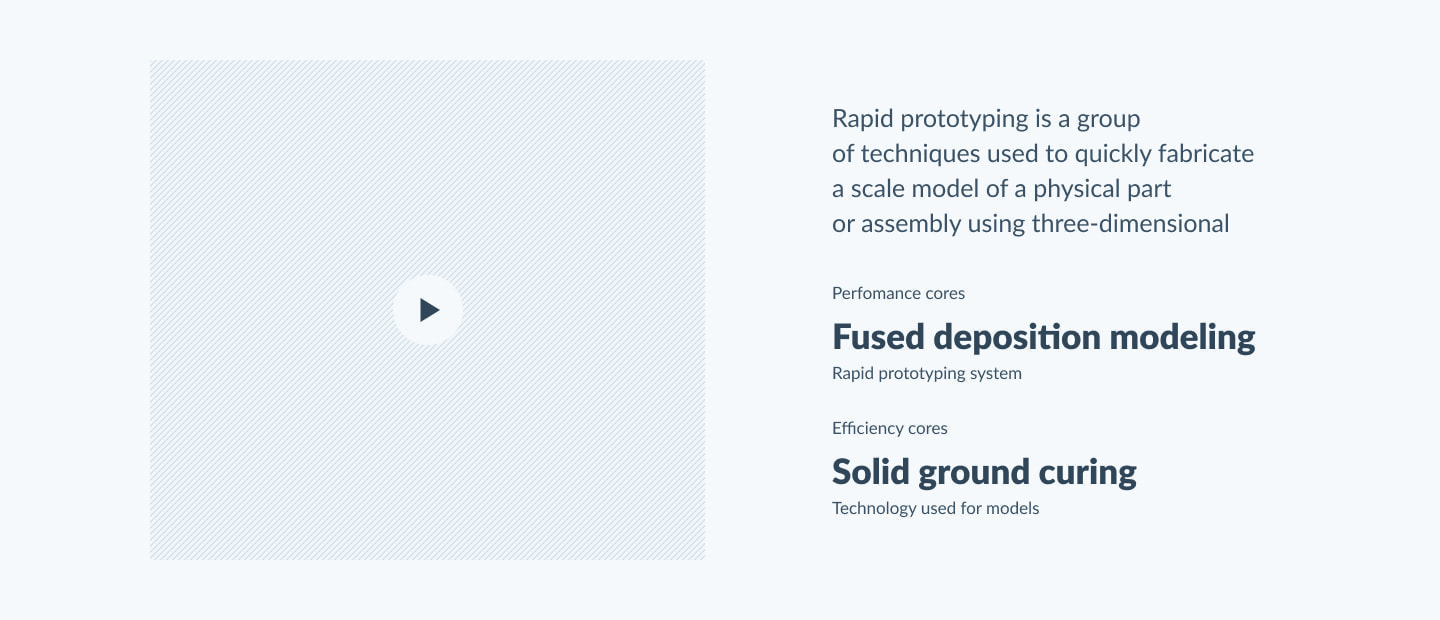 Rapid prototyping is a group
of techniques used to quickly fabricate
a scale model of a physical part
or assembly using three-dimensional
Perfomance cores
Fused deposition modeling
Rapid prototyping system
Efficiency cores
Solid ground curing
Technology used for models